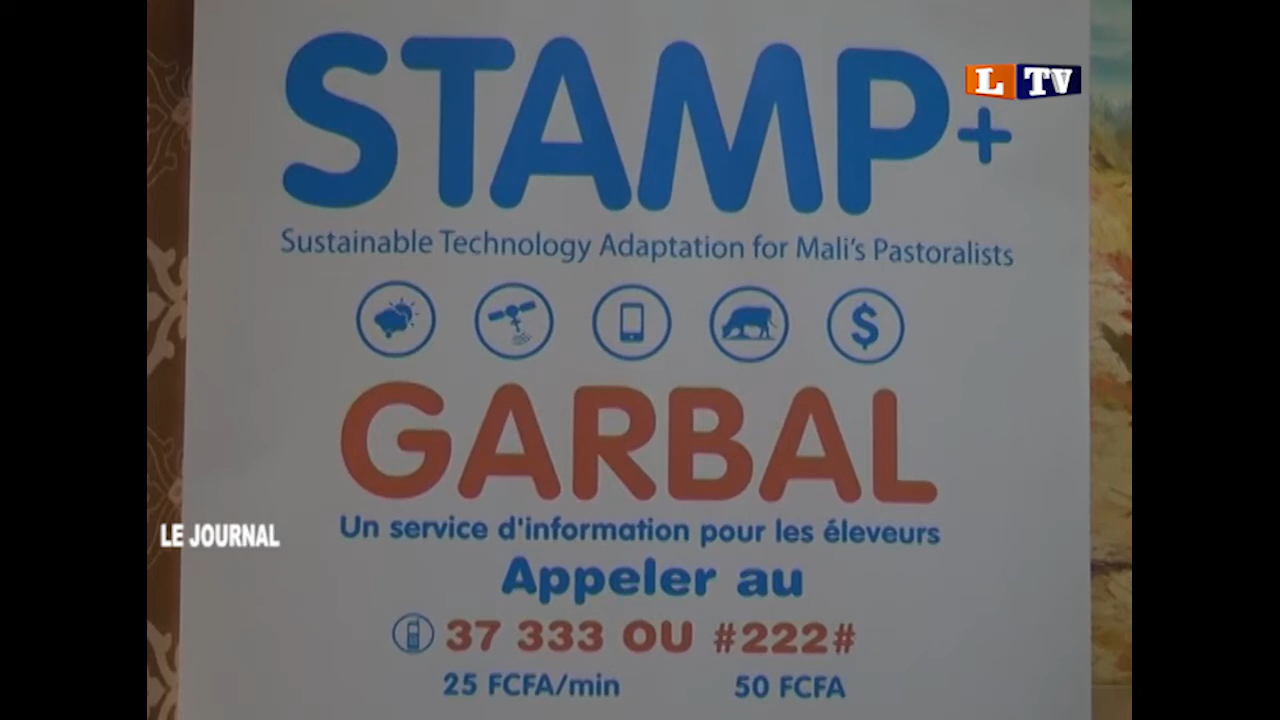 STAMP+
L TV
Sustainable Technology Adaptation for Mali's Pastoralists
$
GARBAL
Un service d'information pour les éleveurs
LE JOURNAL
Appeler au
37 333 OU #222#
25 FCFA/min 50 FCFA